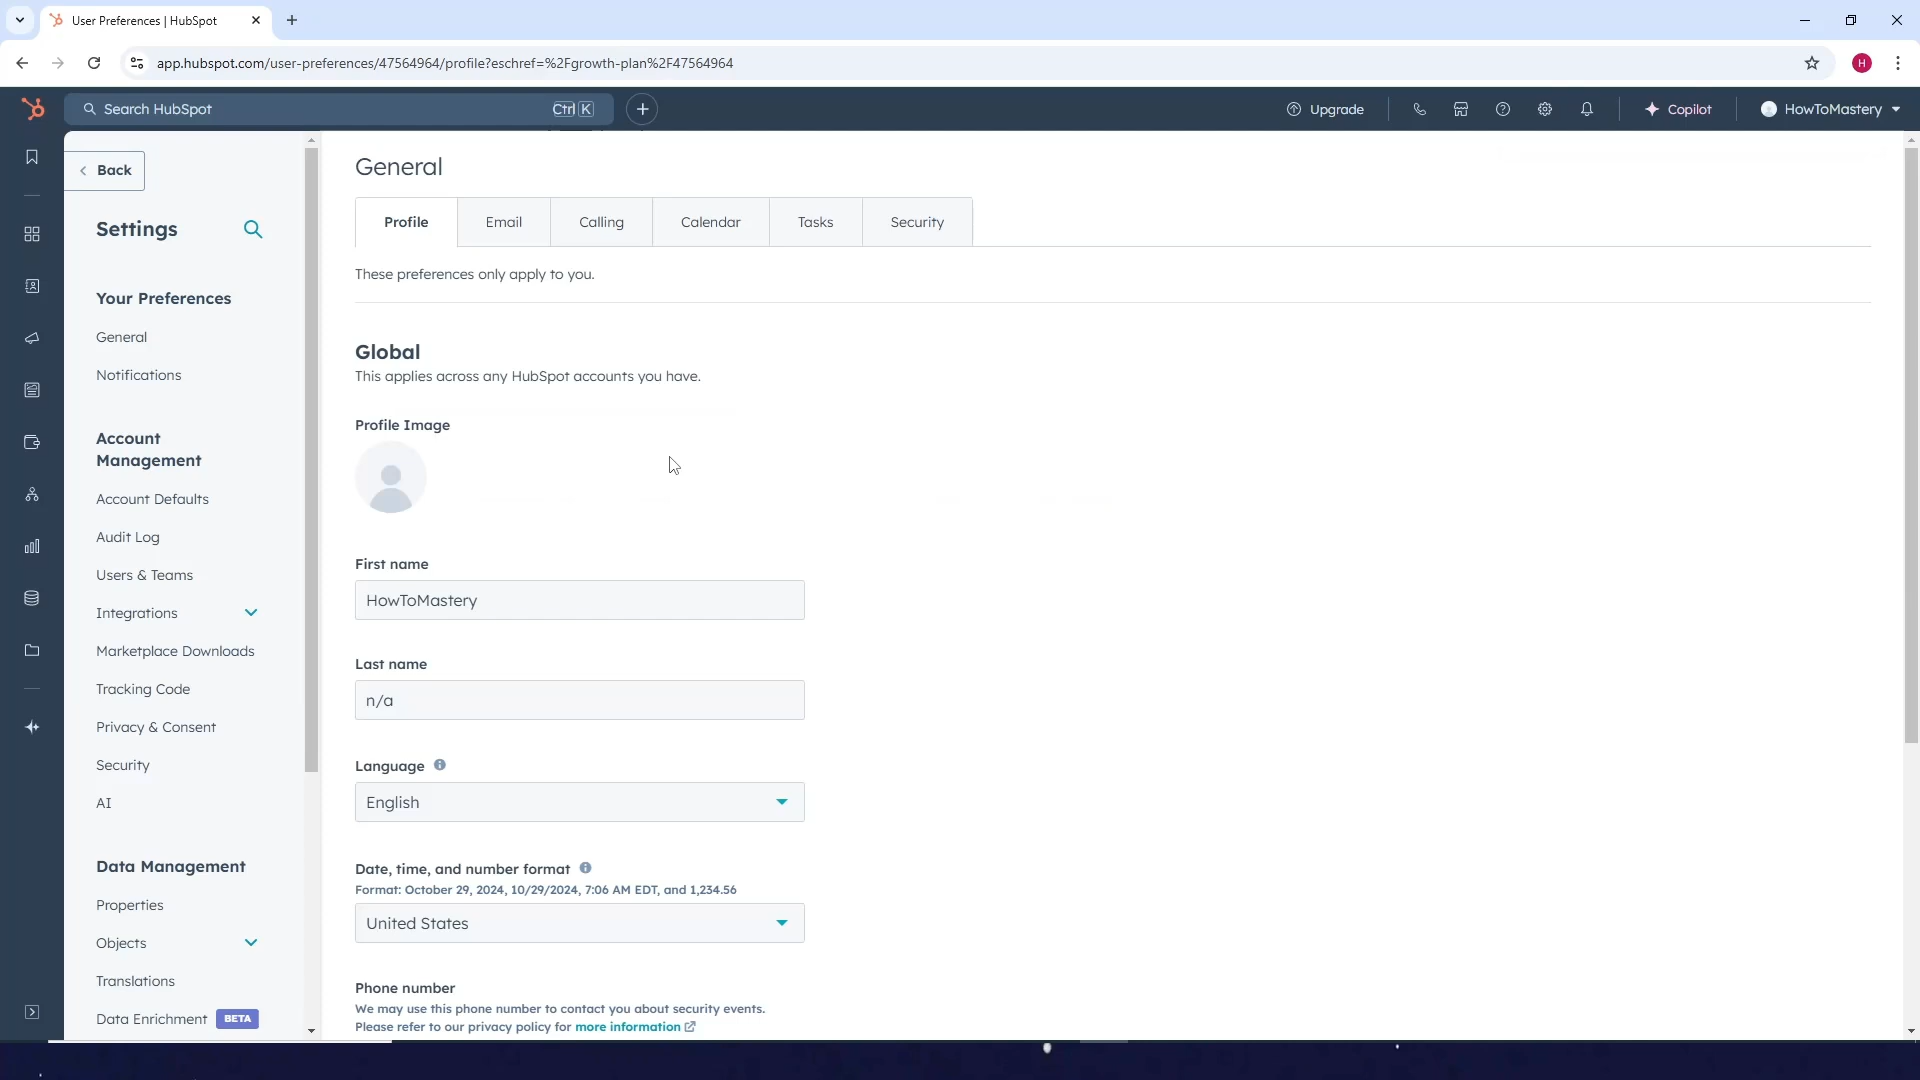 User Preferences | HubSpot
app.hubspot.com/user-preferences/47564964/profile?eschref=%2Fgrowth-plan%2F47564964
H
Search HubSpot
Ctrl K
Upgrade
Copilot
HowToMastery
Back
Settings
Your Preferences
General
Notifications
Account
Management
Account Defaults
Audit Log
Users & Teams
Integrations
Marketplace Downloads
Tracking Code
Privacy & Consent
Security
AI
Data Management
Properties
Objects
Translations
Data Enrichment BETA
General
Profile
Email
Calling
Calendar
Tasks
Security
These preferences only apply to you.
Global
This applies across any HubSpot accounts you have.
Profile Image
First name
HowToMastery
Last name
n/a
Language
English
Date, time, and number format
Format: October 29, 2024, 10/29/2024, 7:06 AM EDT, and 1,234.56
United States
Phone number
We may use this phone number to contact you about security events.
Please refer to our privacy policy for more information